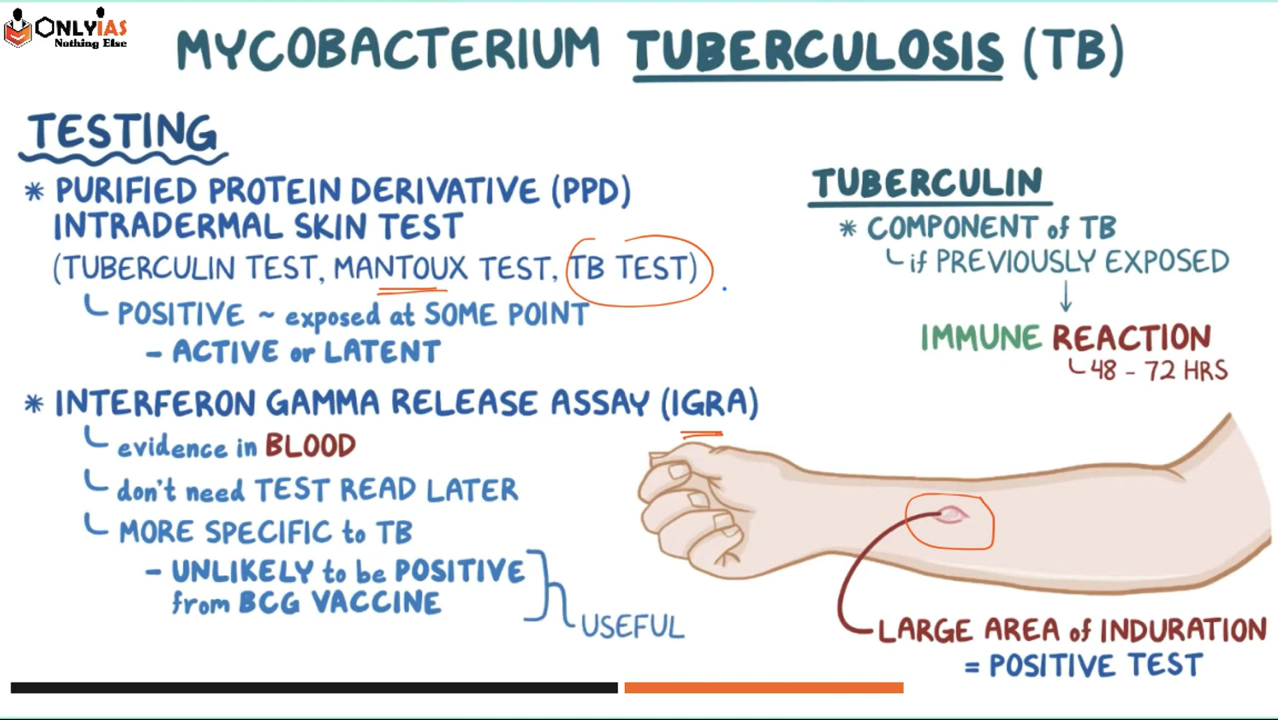 ONLYIAS
Nothing Else
MYCOBACTERIUM TUBERCULOSIS (TB)
TESTING
* PURIFIED PROTEIN DERIVATIVE (PPD)
INTRADERMAL SKIN TEST
(TUBERCULIN TEST, MANTOUX TEST, TB TEST)
POSITIVE ~ exposed at SOME POINT
- ACTIVE or LATENT
* INTERFERON GAMMA RELEASE ASSAY (IGRA)
evidence in BLOOD
don't need TEST READ LATER
MORE SPECIFIC to TB
- UNLIKELY to be POSITIVE
from BCG VACCINE
USEFUL
TUBERCULIN
* COMPONENT of TB
if PREVIOUSLY EXPOSED
↓
IMMUNE REACTION
48 - 72 HRS
LARGE AREA of INDURATION
= POSITIVE TEST